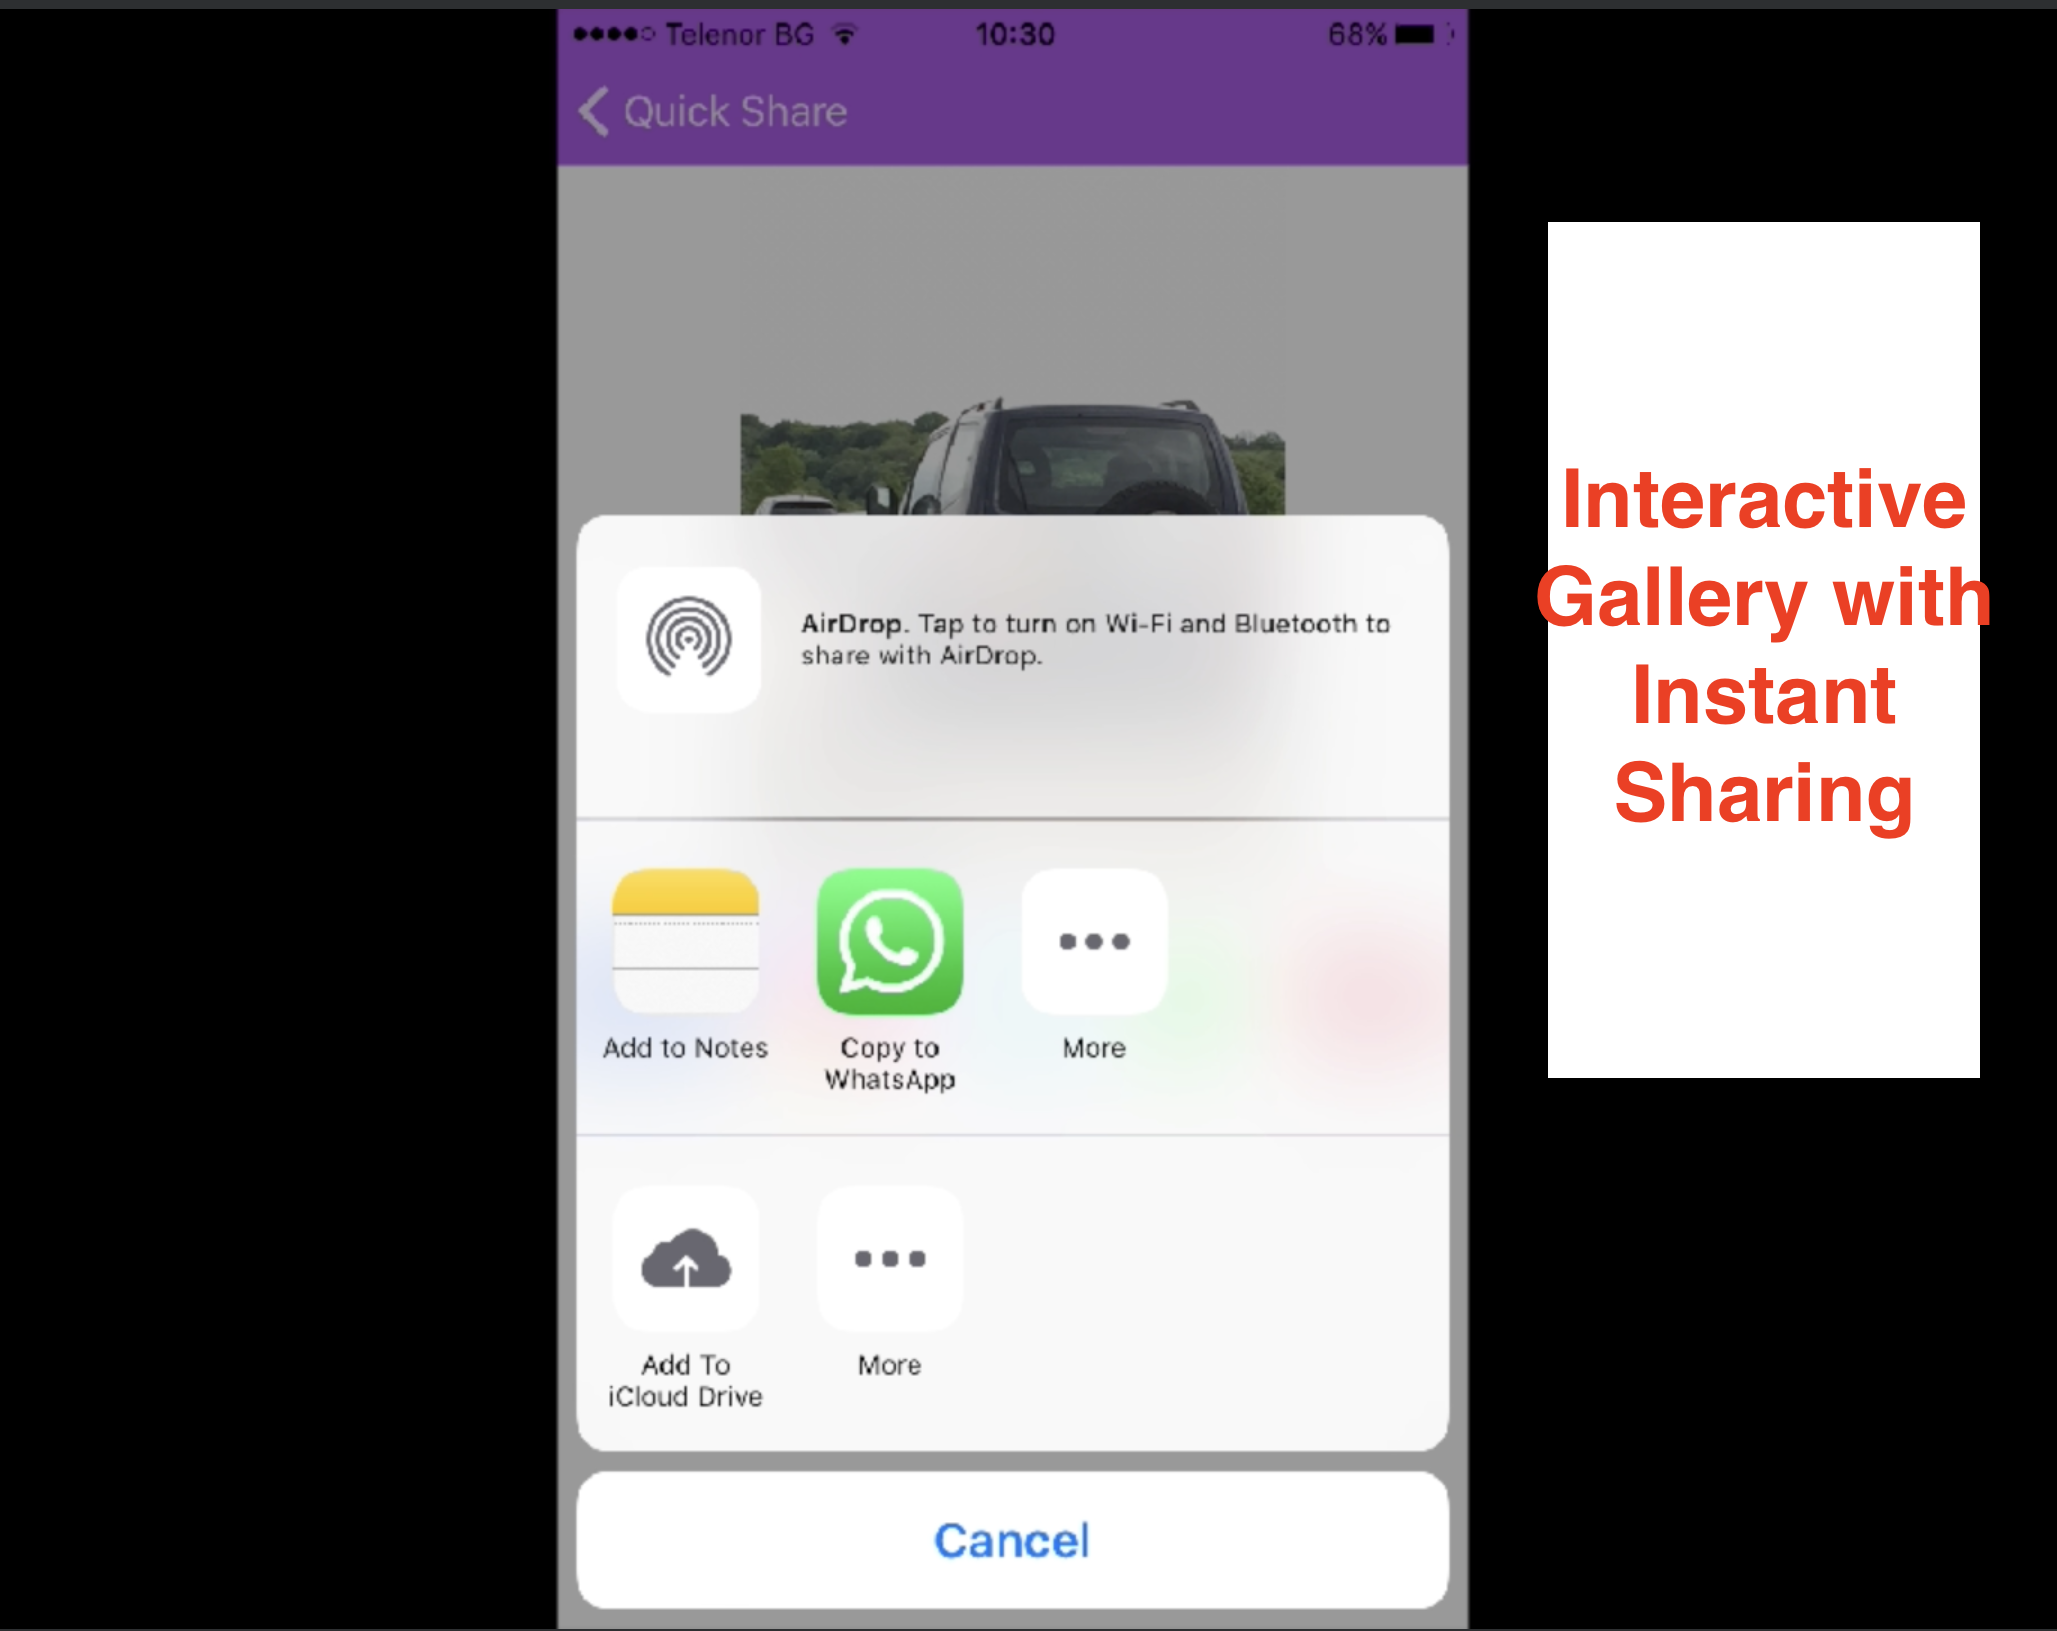 Telenor BG 10:30 68%
Quick Share
AirDrop. Tap to turn on Wi-Fi and Bluetooth to
share with AirDrop.
Add to Notes
Copy to
WhatsApp
More
Add To
iCloud Drive
More
Cancel
Interactive
Gallery with
Instant
Sharing